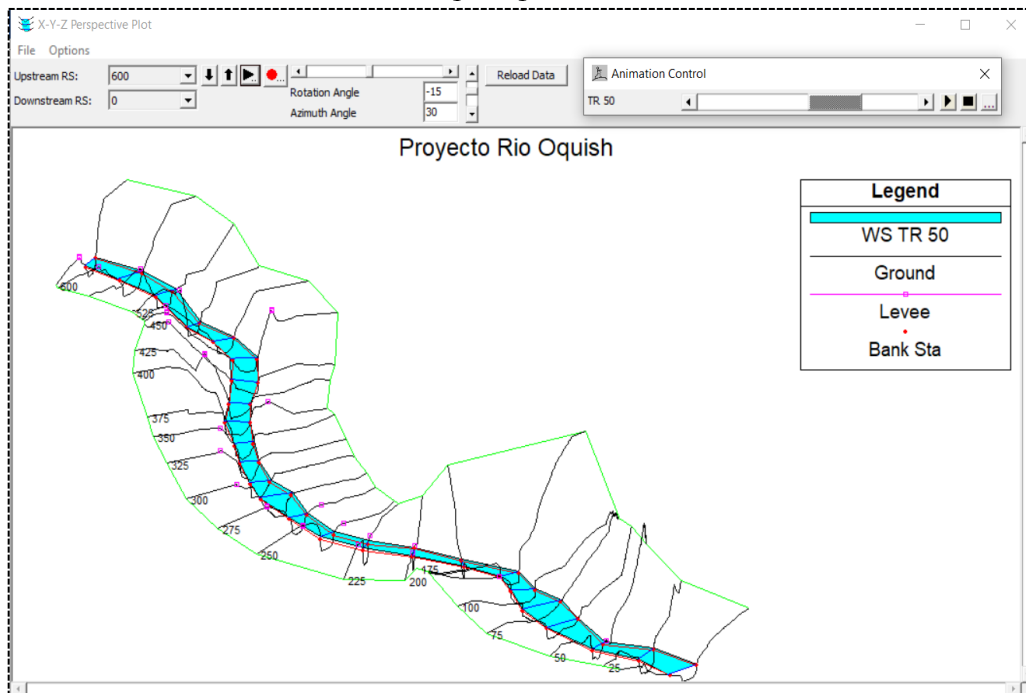 X-Y-Z Perspective Plot
File Options
Upstream RS: 600
Downstream RS: 0
Rotation Angle -15
Azimuth Angle 30
Reload Data
Animation Control
TR 50
Proyecto Rio Oquish
Legend
WS TR 50
Ground
Levee
Bank Sta
600
525
450
425
400
375
350
325
300
275
250
225
200
175
100
75
50
25